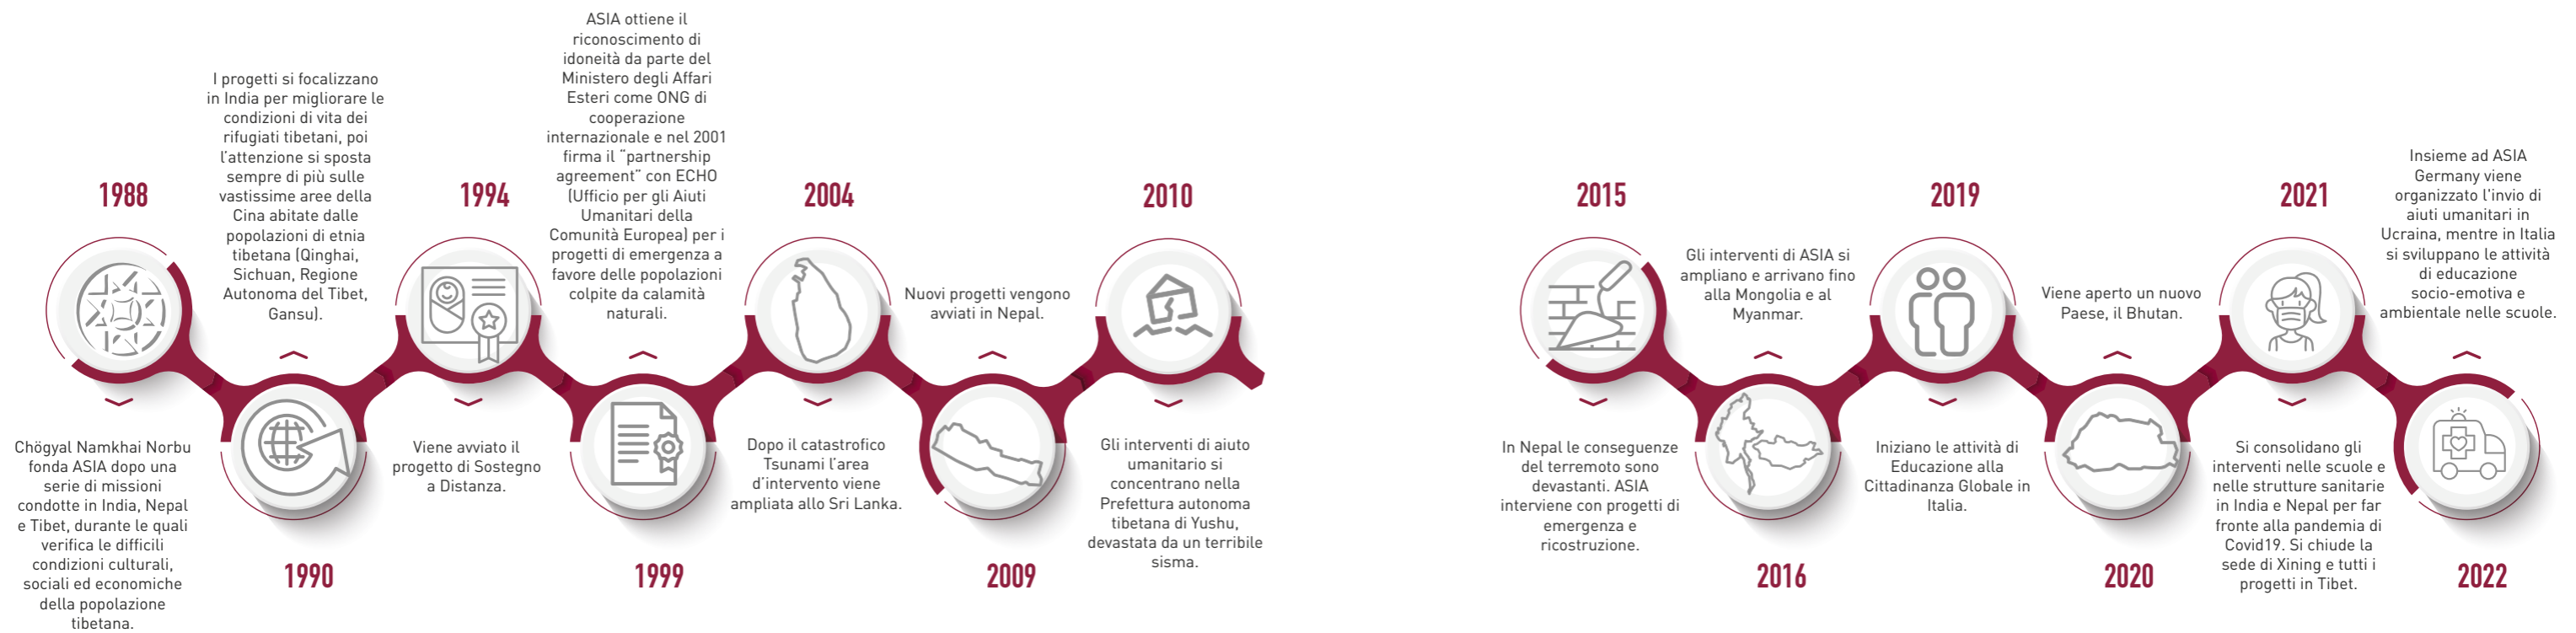 1988
Chögyal Namkhai Norbu
fonda ASIA dopo una
serie di missioni
condotte in India, Nepal
e Tibet, durante le quali
verifica le difficili
condizioni culturali,
sociali ed economiche
della popolazione
tibetana.
I progetti si focalizzano
in India per migliorare le
condizioni di vita dei
rifugiati tibetani, poi
l'attenzione si sposta
sempre di più sulle
vastissime aree della
Cina abitate dalle
popolazioni di etnia
tibetana (Qinghai,
Sichuan, Regione
Autonoma del Tibet,
Gansu).
1990
1994
Viene avviato il
progetto di Sostegno
a Distanza.
ASIA ottiene il
riconoscimento di
idoneità da parte del
Ministero degli Affari
Esteri come ONG di
cooperazione
internazionale e nel 2001
firma il "partnership
agreement" con ECHO
(Ufficio per gli Aiuti
Umanitari della
Comunità Europea) per i
progetti di emergenza a
favore delle popolazioni
colpite da calamità
naturali.
1999
2004
Dopo il catastrofico
Tsunami l'area
d'intervento viene
ampliata allo Sri Lanka.
Nuovi progetti vengono
avviati in Nepal.
2009
2010
Gli interventi di aiuto
umanitario si
concentrano nella
Prefettura autonoma
tibetana di Yushu,
devastata da un terribile
sisma.
2015
In Nepal le conseguenze
del terremoto sono
devastanti. ASIA
interviene con progetti di
emergenza e
ricostruzione.
Gli interventi di ASIA si
ampliano e arrivano fino
alla Mongolia e al
Myanmar.
2016
2019
Iniziano le attività di
Educazione alla
Cittadinanza Globale in
Italia.
Viene aperto un nuovo
Paese, il Bhutan.
2020
2021
Si consolidano gli
interventi nelle scuole e
nelle strutture sanitarie
in India e Nepal per far
fronte alla pandemia di
Covid19. Si chiude la
sede di Xining e tutti i
progetti in Tibet.
Insieme ad ASIA
Germany viene
organizzato l'invio di
aiuti umanitari in
Ucraina, mentre in Italia
si sviluppano le attività
di educazione
socio-emotiva e
ambientale nelle scuole.
2022